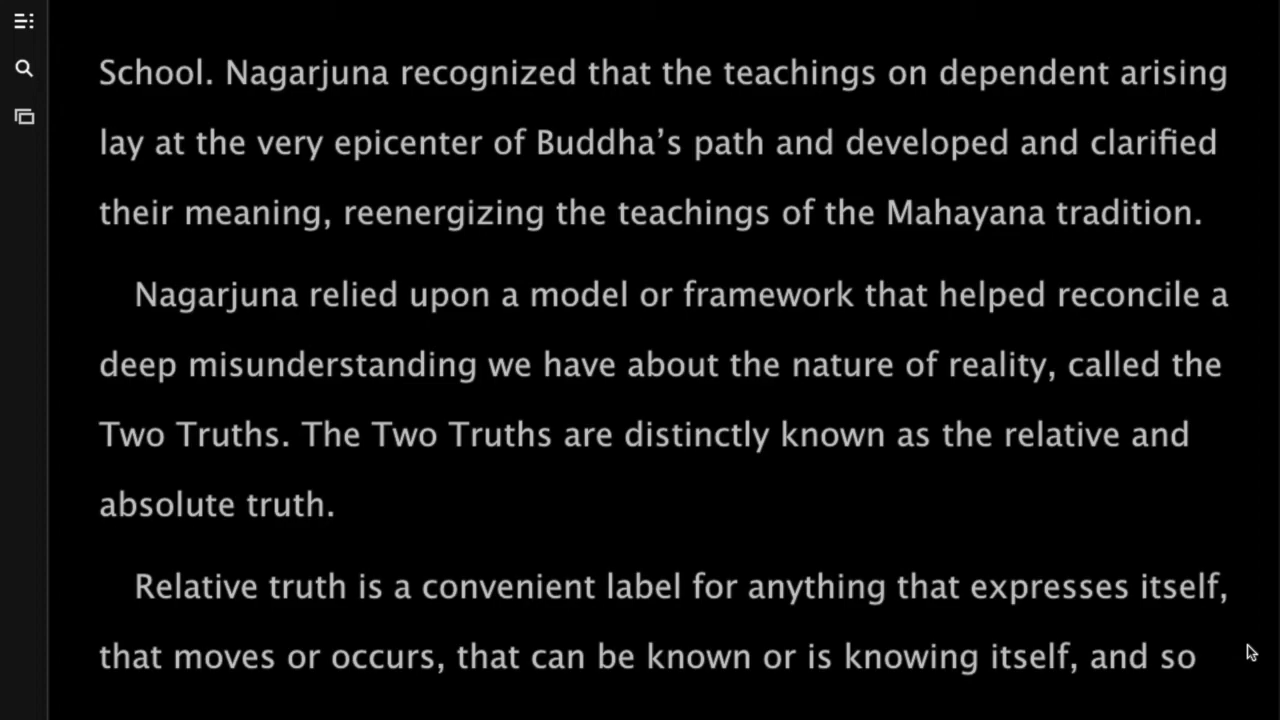 School. Nagarjuna recognized that the teachings on dependent arising
lay at the very epicenter of Buddha’s path and developed and clarified
their meaning, reenergizing the teachings of the Mahayana tradition.
Nagarjuna relied upon a model or framework that helped reconcile a
deep misunderstanding we have about the nature of reality, called the
Two Truths. The Two Truths are distinctly known as the relative and
absolute truth.
Relative truth is a convenient label for anything that expresses itself,
that moves or occurs, that can be known or is knowing itself, and so